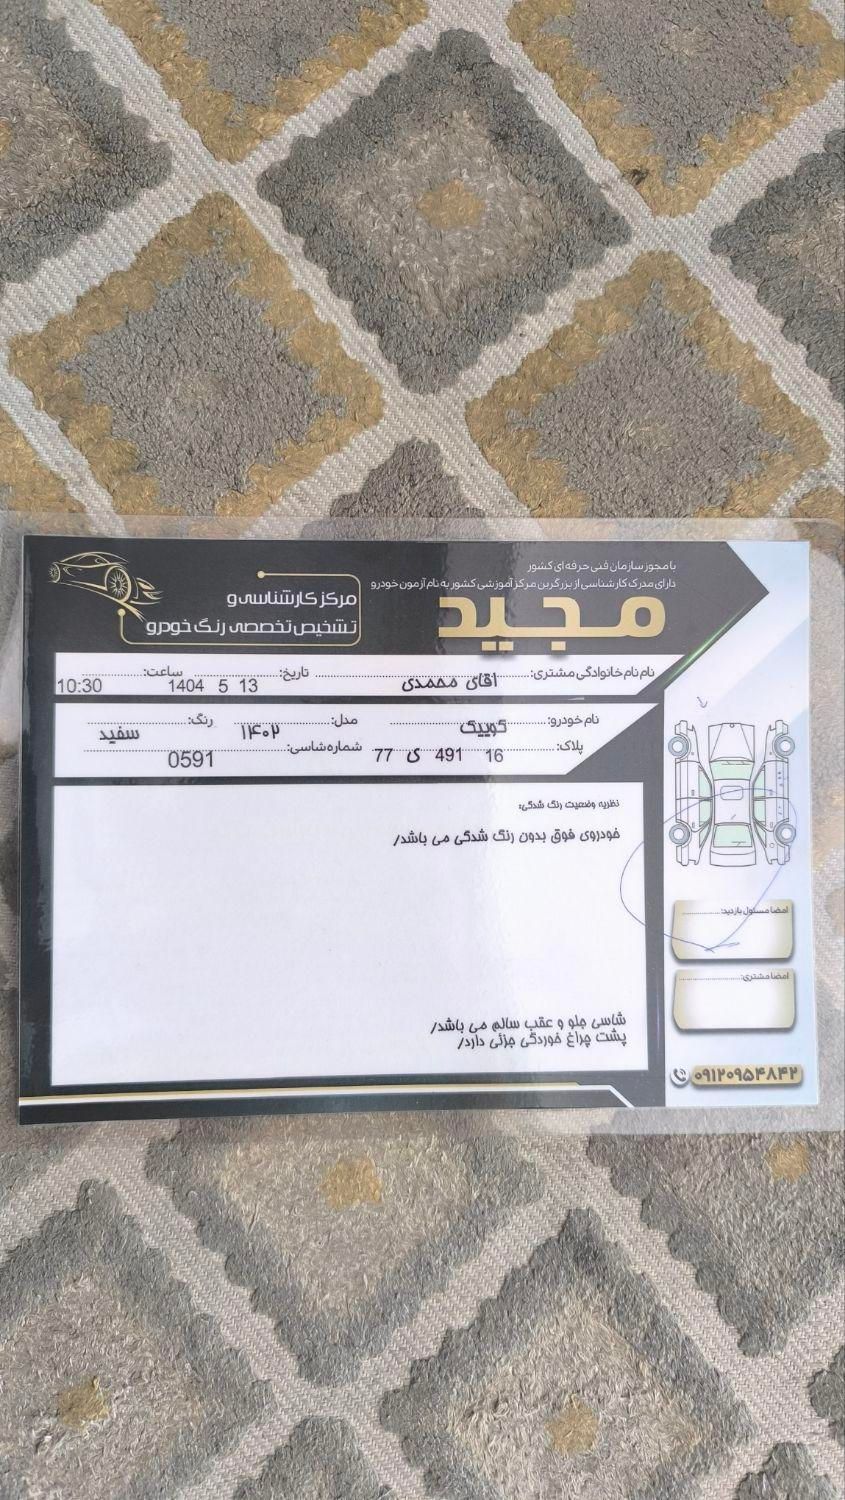 با مجوز سازمان فنی حرفه ای کشور
دارای مدرک کارشناسی از بزرگترین مرکز آموزشی کشور به نام آزمون خودرو
مجید
مرکز کارشناسی و
تشخیص تخصصی رنگ خودرو
نام نام خانوادگی مشتری: اقای محمدی تاریخ: 13 5 1404 ساعت: 10:30
نام خودرو: کوییک مدل: ۱۴۰۲ رنگ: سفید
پلاک: 16 491 ی 77 شماره شاسی: 0591
نظریه وضعیت رنگ شدگی:
خودروی فوق بدون رنگ شدگی می باشد/
شاسی جلو و عقب سالم می باشد/
پشت چراغ خوردگی جزئی دارد/
امضا مسئول بازدید:
امضا مشتری:
۰۹۱۲۰۹۵۴۸۴۲